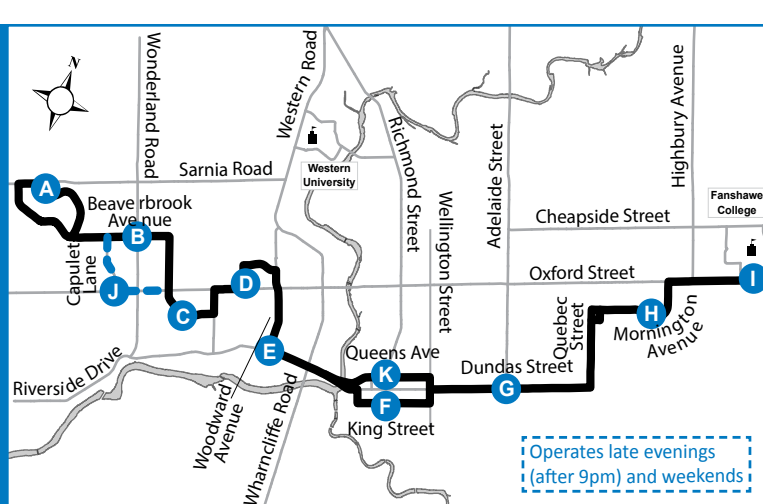 N
Wonderland Road
Western Road
Sarnia Road
Western
University
Richmond Street
Wellington Street
Adelaide Street
Highbury Avenue
Fanshawe
College
Cheapside Street
A
Beaverbrook
Avenue
B
Capulet
Lane
J
C
D
Oxford Street
I
H
Quebec
Street
Mornington
Avenue
E
Queens Ave
K
Dundas Street
G
F
King Street
Riverside Drive
Woodward
Avenue
Wharncliffe Road
Operates late evenings
(after 9pm) and weekends